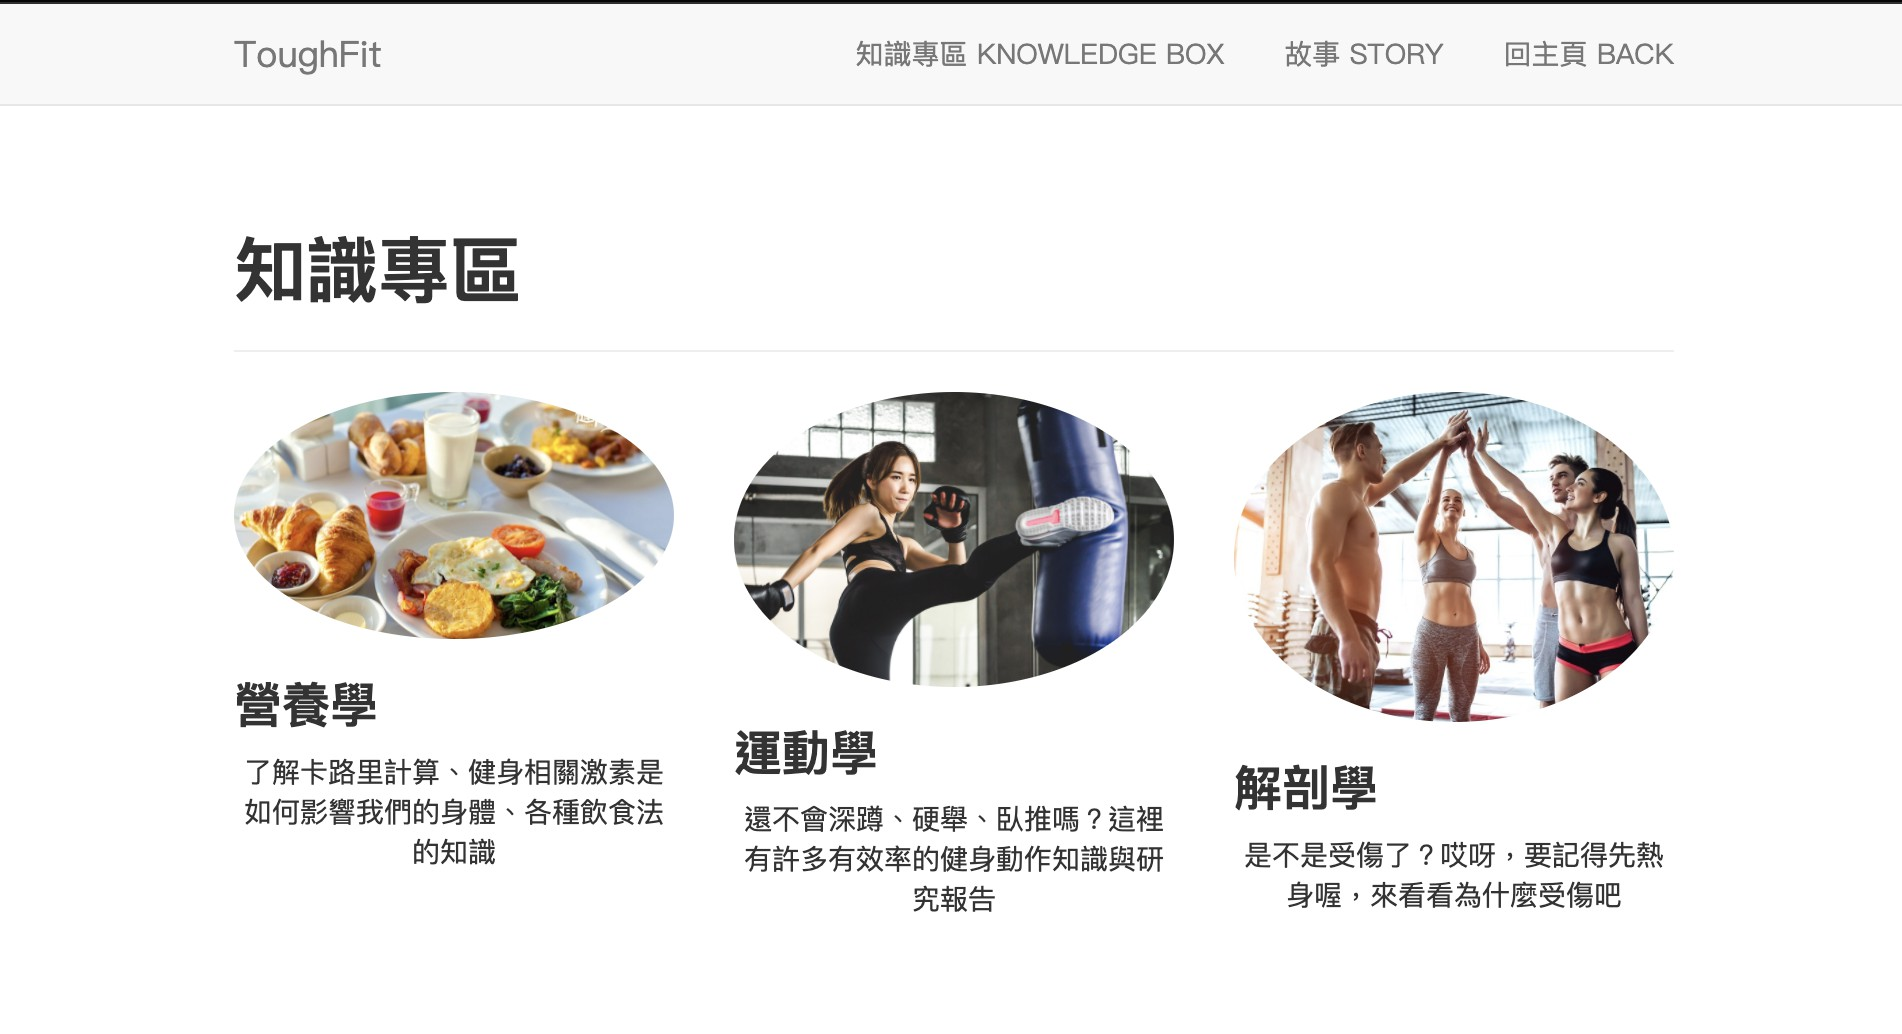 ToughFit
知識專區 KNOWLEDGE BOX
故事 STORY
回主頁 BACK
知識專區
營養學
了解卡路里計算、健身相關激素是
如何影響我們的身體、各種飲食法
的知識
運動學
還不會深蹲、硬舉、臥推嗎？這裡
有許多有效率的健身動作知識與研
究報告
解剖學
是不是受傷了？哎呀，要記得先熱
身喔，來看看為什麼受傷吧